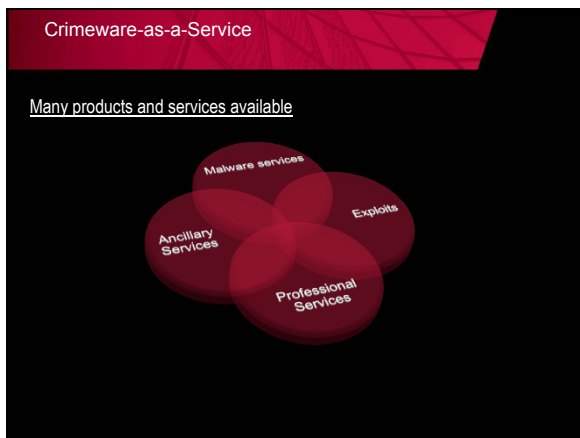 Crimeware-as-a-Service
Many products and services available
Malware services
Exploits
Ancillary
Services
Professional
Services